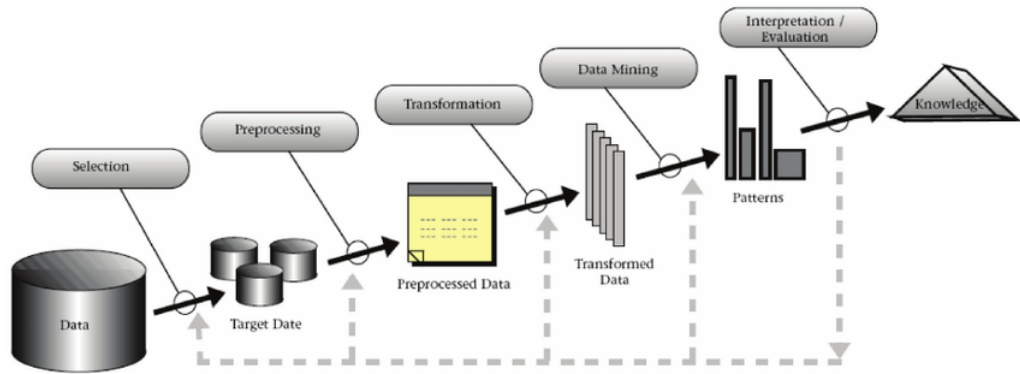 Interpretation /
Evaluation
Data Mining
Transformation
Preprocessing
Selection
Knowledge
Patterns
Transformed
Data
Preprocessed Data
Target Date
Data